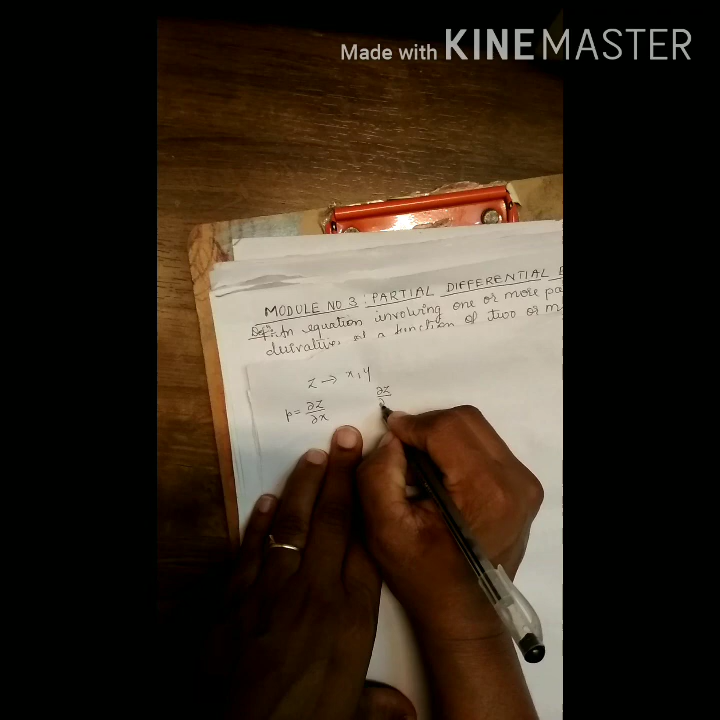 Made with KINEMASTER
MODULE NO 3: PARTIAL DIFFERENTIAL E
Defn: An equation involving one or more pa
derivatives of a function of two or m
z → x, y
p = ∂z/∂x ∂z/∂